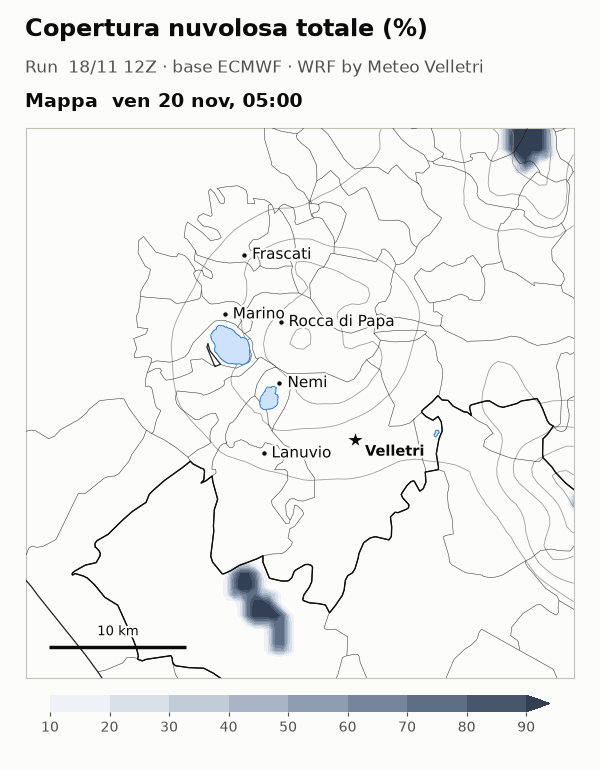 Copertura nuvolosa totale (%)
Run  18/11 12Z · base ECMWF · WRF by Meteo Velletri
Mappa  ven 20 nov, 05:00
Frascati
Marino
Rocca di Papa
Nemi
Velletri
Lanuvio
10 km
10 20 30 40 50 60 70 80 90